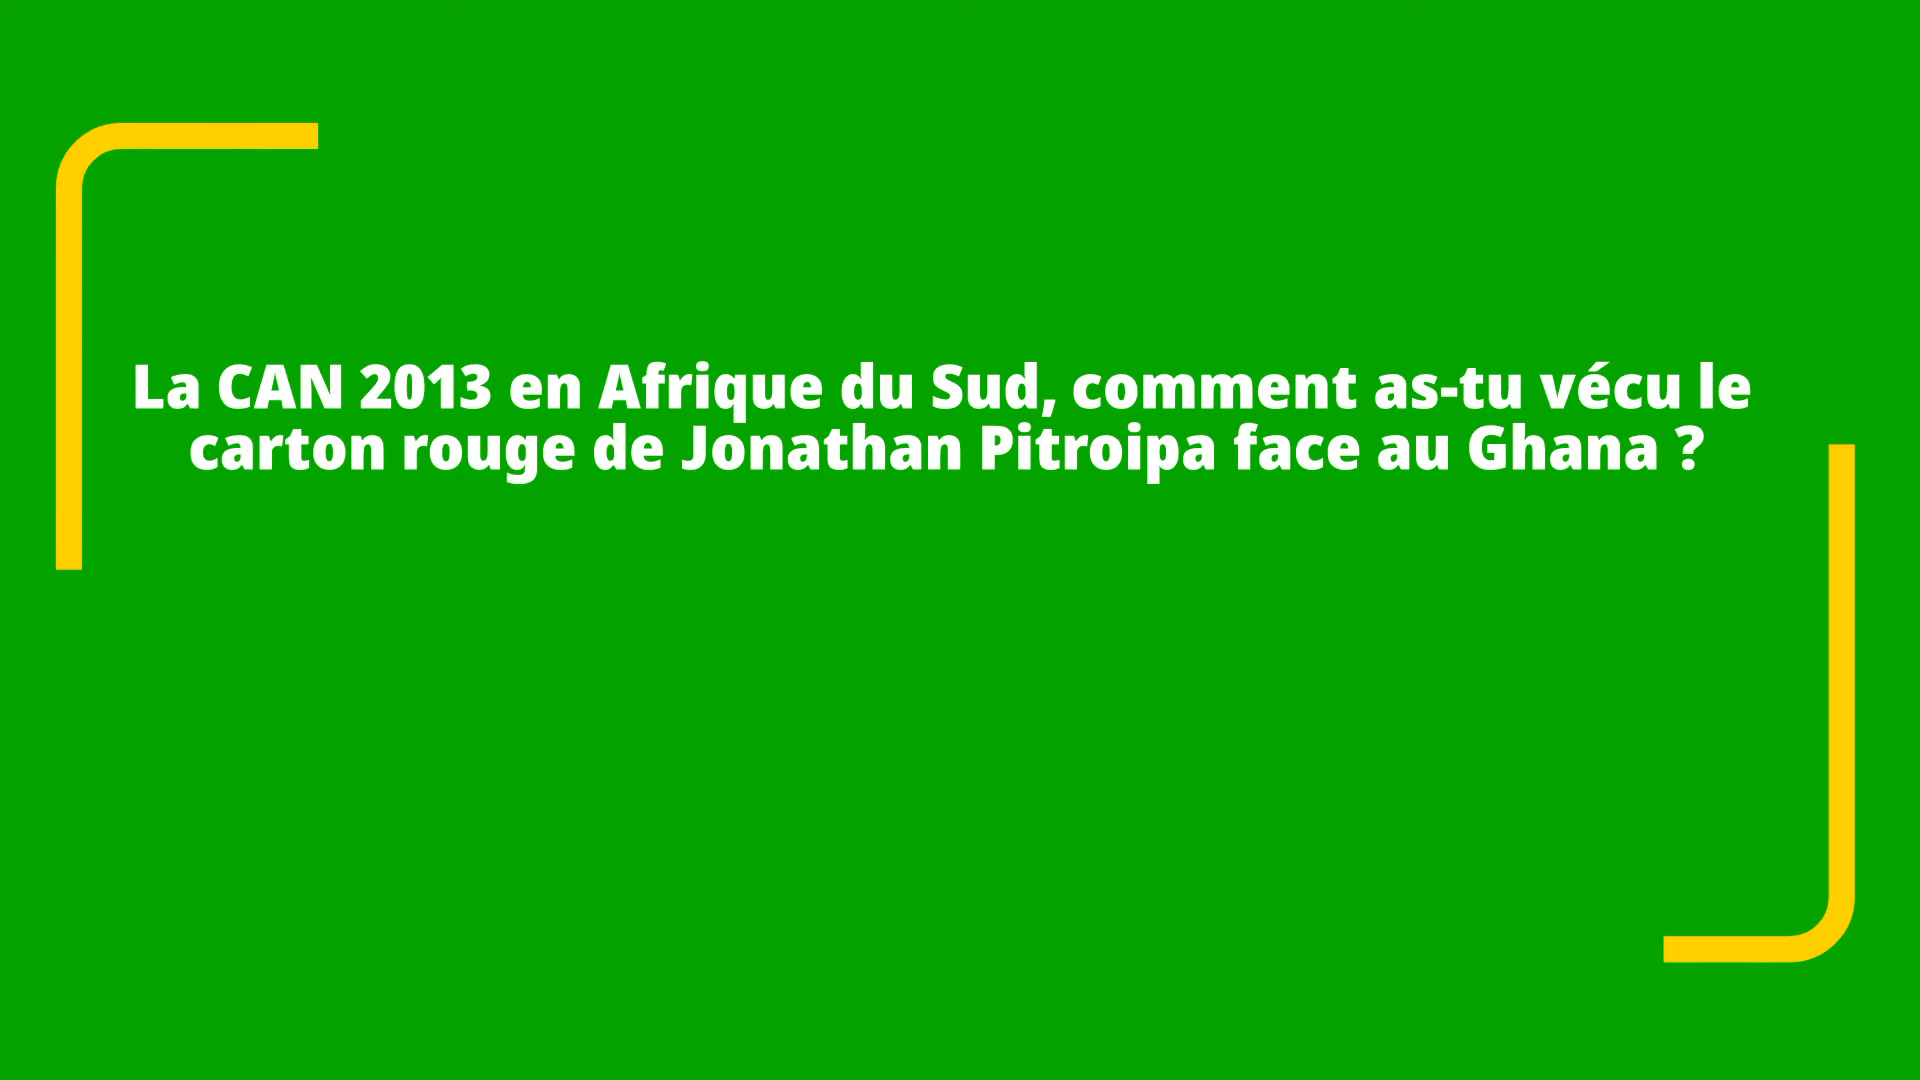 La CAN 2013 en Afrique du Sud, comment as-tu vécu le
carton rouge de Jonathan Pitroipa face au Ghana ?